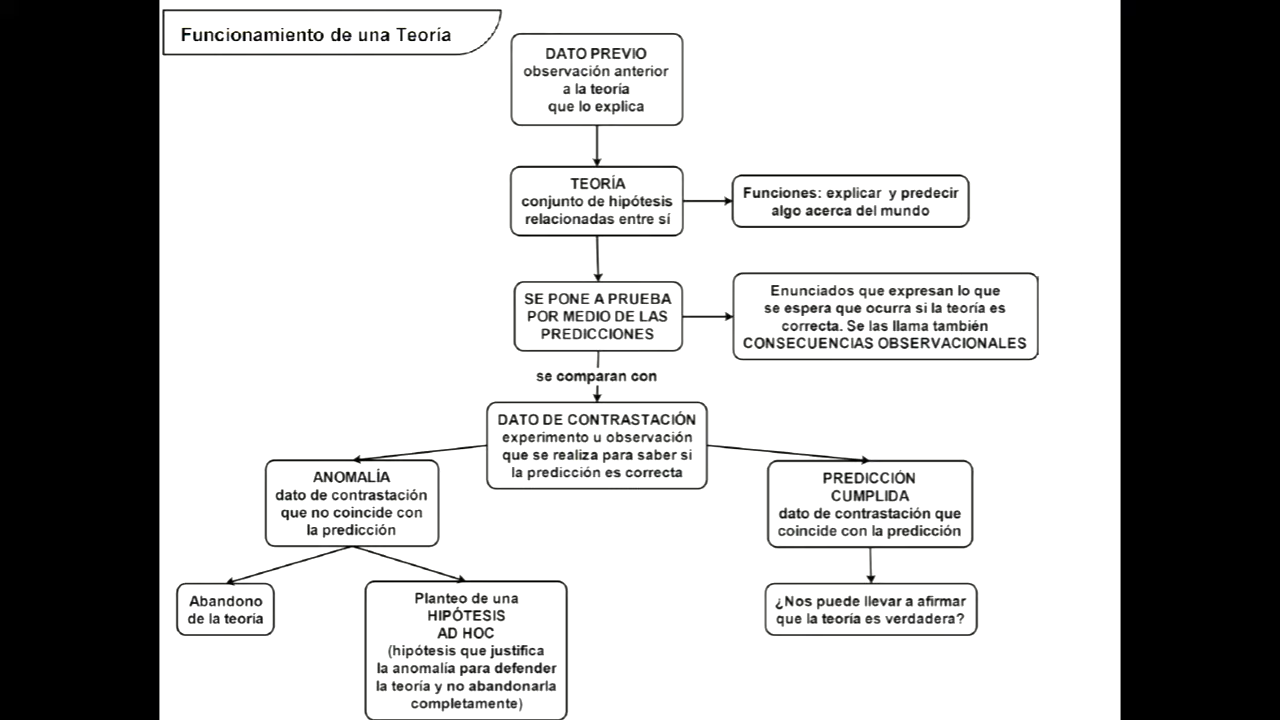 Funcionamiento de una Teoría
DATO PREVIO
observación anterior
a la teoría
que lo explica
TEORÍA
conjunto de hipótesis
relacionadas entre sí
Funciones: explicar y predecir
algo acerca del mundo
SE PONE A PRUEBA
POR MEDIO DE LAS
PREDICCIONES
Enunciados que expresan lo que
se espera que ocurra si la teoría es
correcta. Se las llama también
CONSECUENCIAS OBSERVACIONALES
se comparan con
DATO DE CONTRASTACIÓN
experimento u observación
que se realiza para saber si
la predicción es correcta
ANOMALÍA
dato de contrastación
que no coincide con
la predicción
PREDICCIÓN
CUMPLIDA
dato de contrastación que
coincide con la predicción
Abandono
de la teoría
Planteo de una
HIPÓTESIS
AD HOC
(hipótesis que justifica
la anomalía para defender
la teoría y no abandonarla
completamente)
¿Nos puede llevar a afirmar
que la teoría es verdadera?